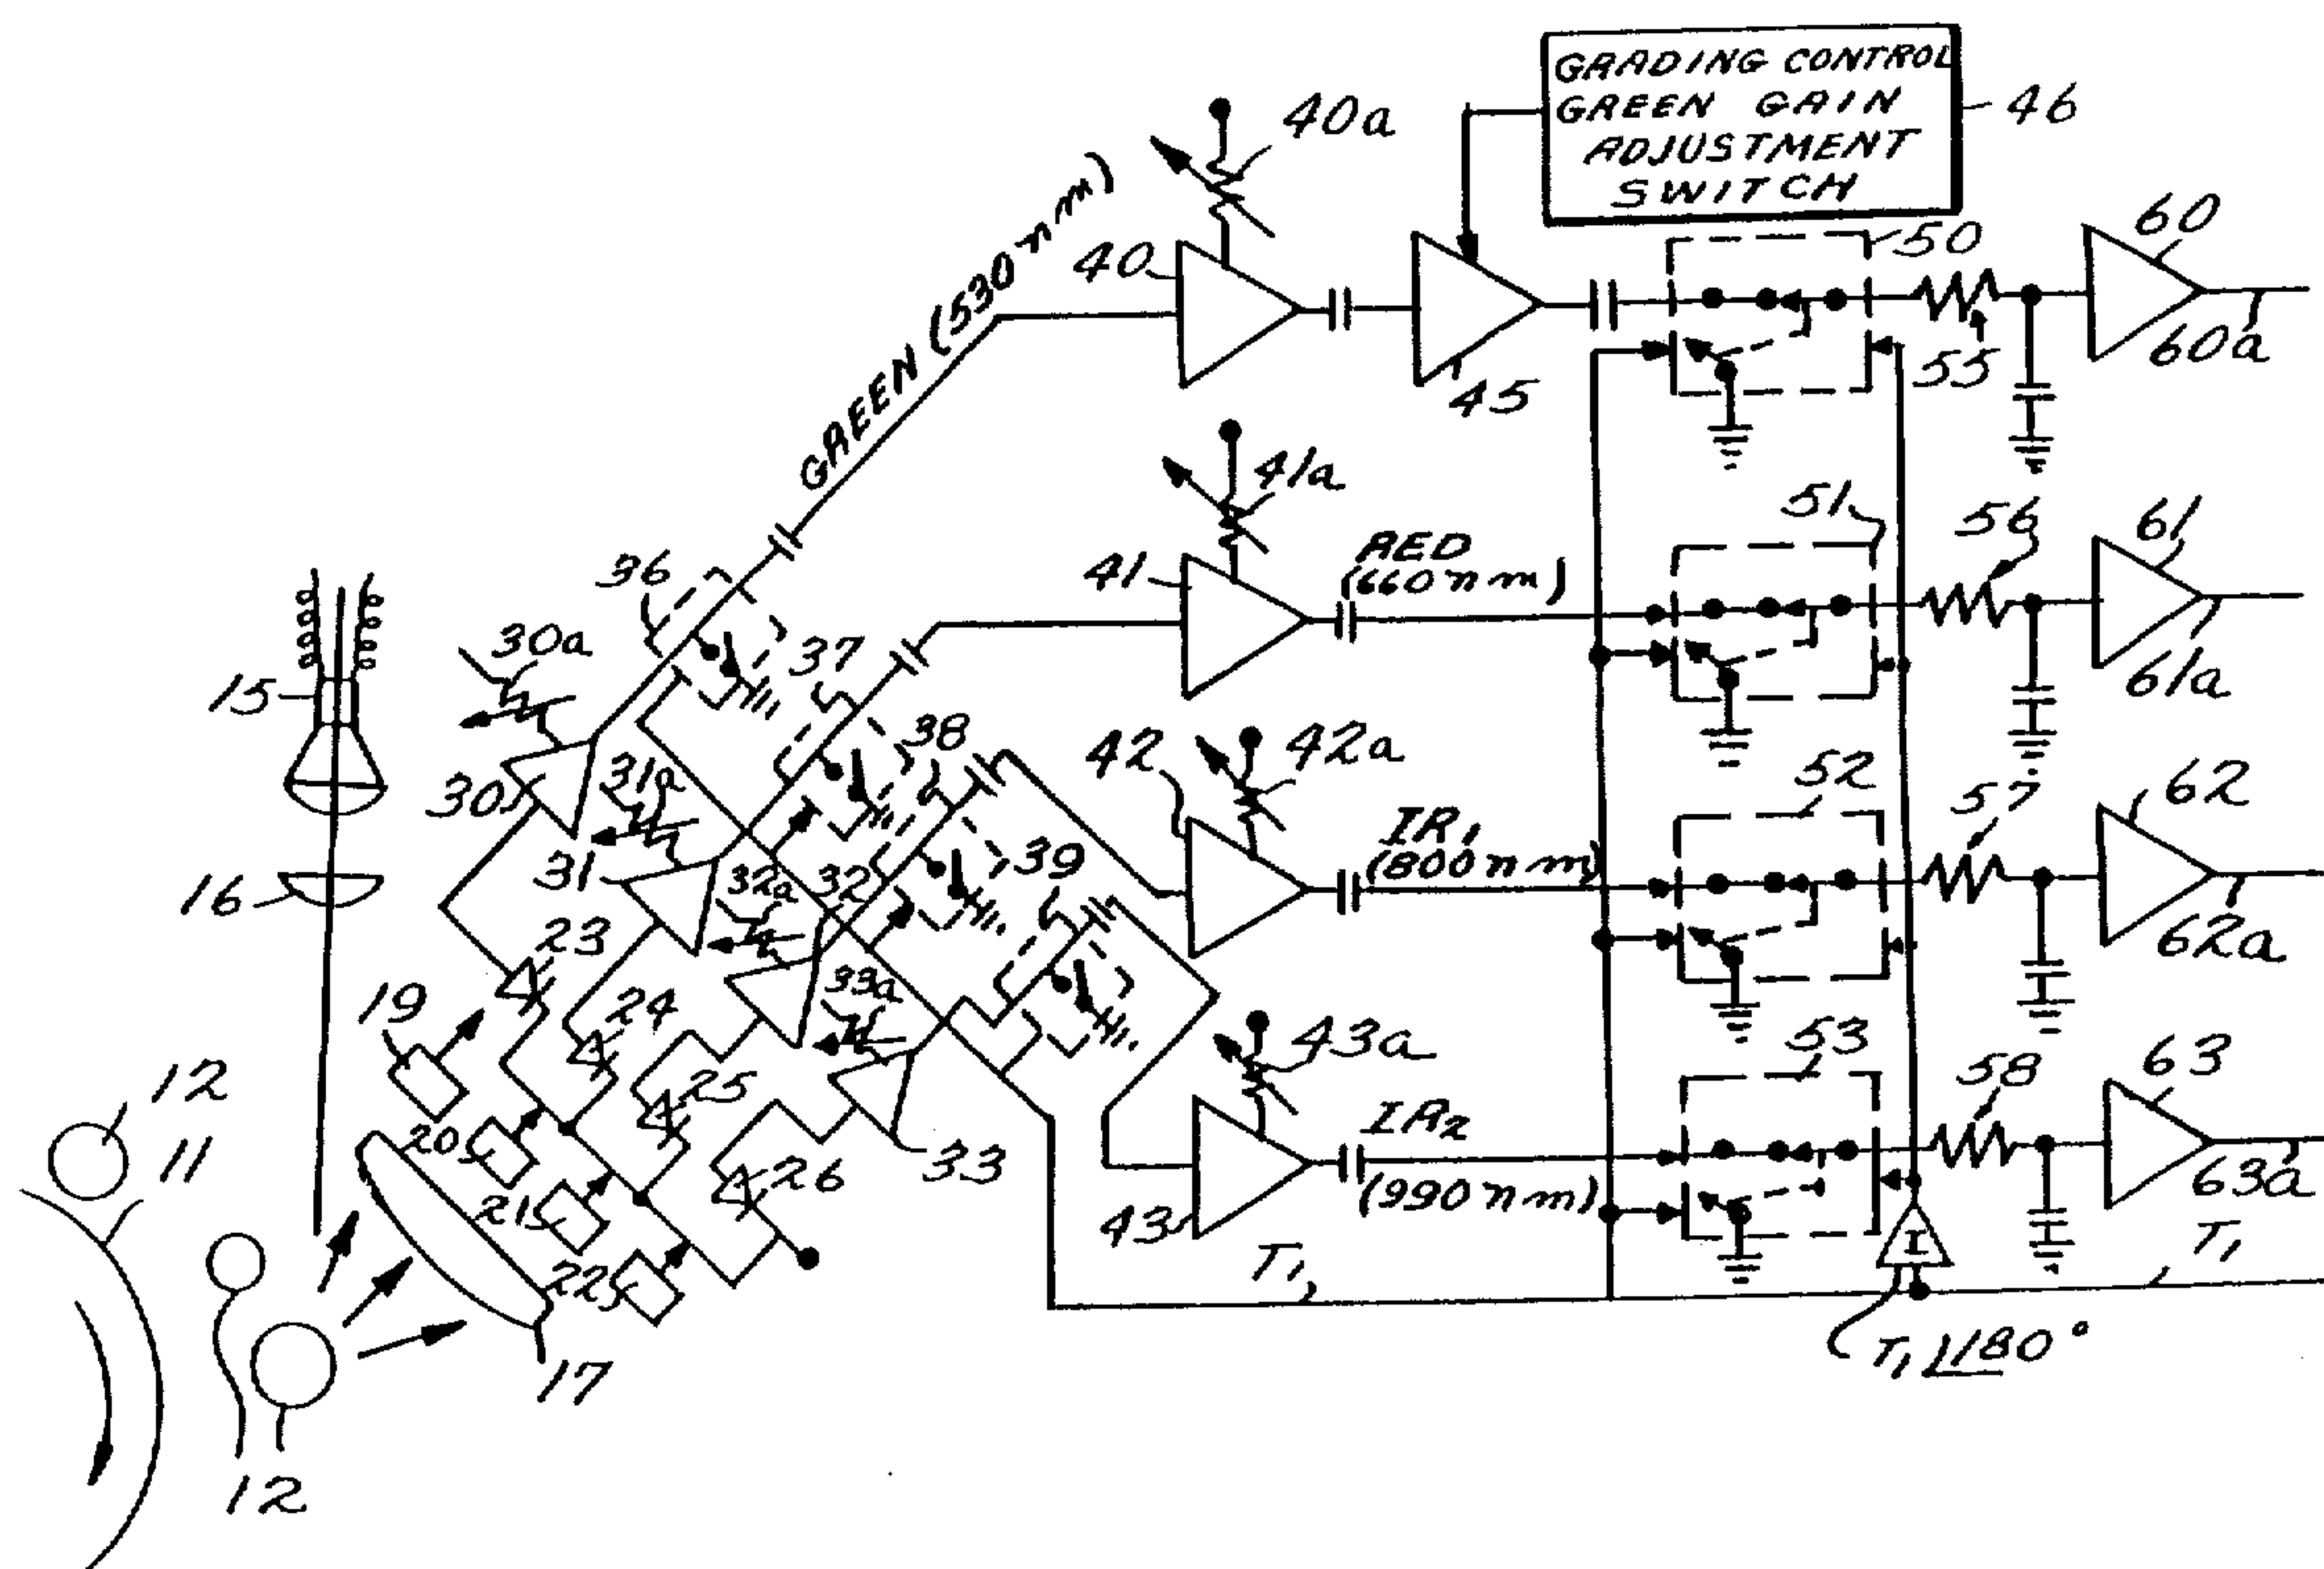 GRADING CONTROL
GREEN GAIN
ADJUSTMENT
SWITCH
46
40a
GREEN (530nm)
40
45
50
55
60
60a
41a
41
RED
(660nm)
51
56
61
61a
36
37
38
39
30a
30
31a
31
32a
32
33a
33
15
16
42
42a
IR1
(800nm)
52
57
62
62a
23
24
25
26
19
20
21
22
12
11
12
17
43a
43
IR2
(990nm)
53
58
63
63a
I
T1
T1
T1 ∠180°